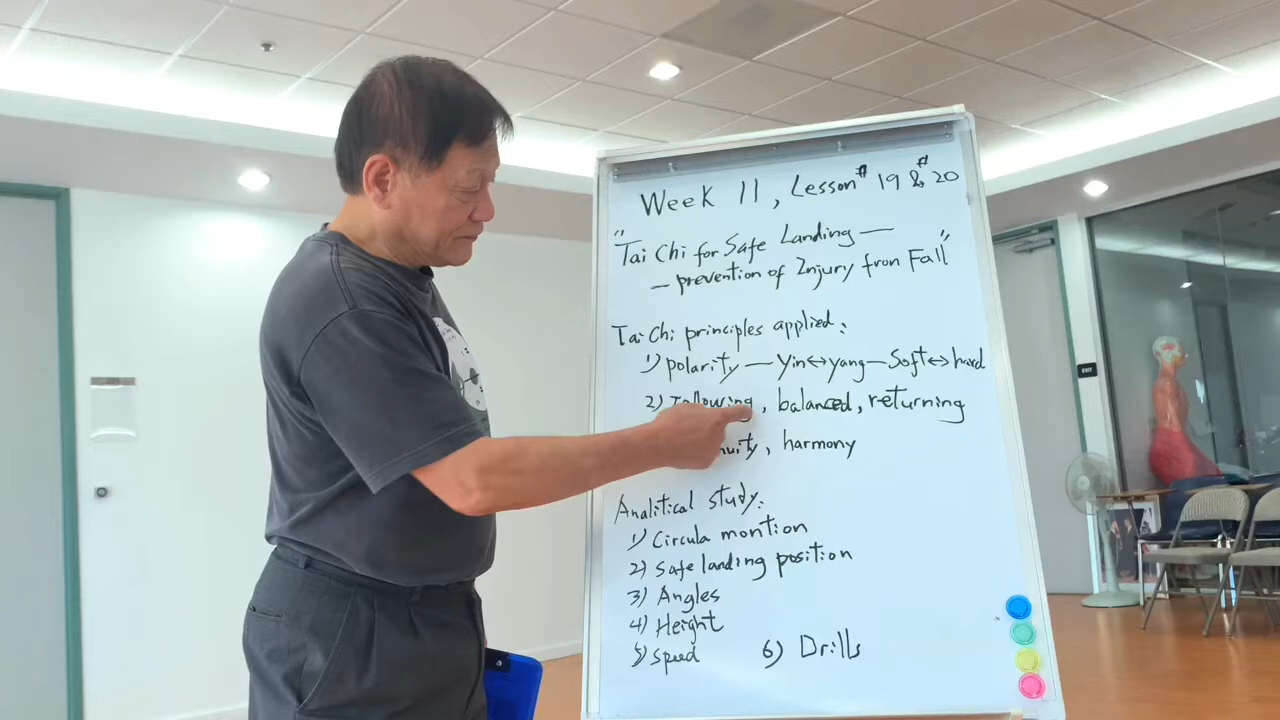 Week 11, Lesson # 19 & # 20
"Tai Chi for Safe Landing —
— prevention of Injury fron Fall"
Tai Chi principles applied:
1) polarity — Yin↔yang — Soft↔hard
2) Following, balanced, returning
harmony
Analitical study:
1) Circula montion
2) Safe landing position
3) Angles
4) Height
5) Speed 6) Drills
EXIT